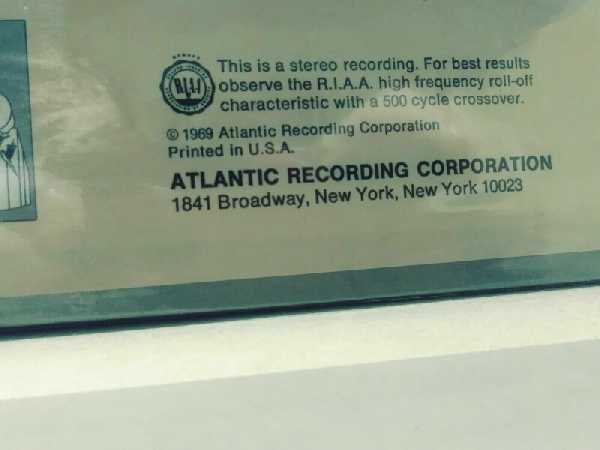 This is a stereo recording. For best results
observe the R.I.A.A. high frequency roll-off
characteristic with a 500 cycle crossover.
© 1969 Atlantic Recording Corporation
Printed in U.S.A.
ATLANTIC RECORDING CORPORATION
1841 Broadway, New York, New York 10023